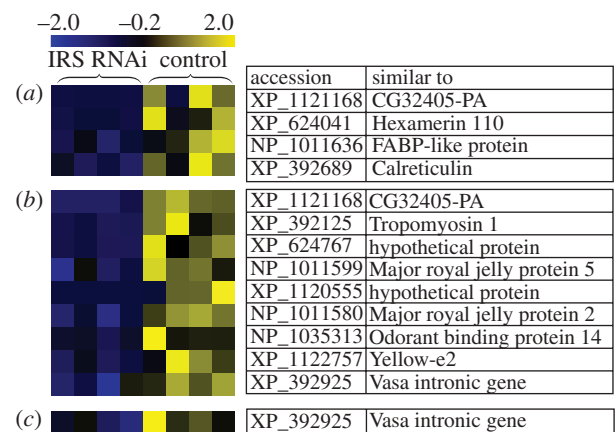 −2.0 −0.2 2.0
IRS RNAi control
accession similar to
(a) XP_1121168 CG32405-PA
XP_624041 Hexamerin 110
NP_1011636 FABP-like protein
XP_392689 Calreticulin
(b) XP_1121168 CG32405-PA
XP_392125 Tropomyosin 1
XP_624767 hypothetical protein
NP_1011599 Major royal jelly protein 5
XP_1120555 hypothetical protein
NP_1011580 Major royal jelly protein 2
NP_1035313 Odorant binding protein 14
XP_1122757 Yellow-e2
XP_392925 Vasa intronic gene
(c) XP_392925 Vasa intronic gene